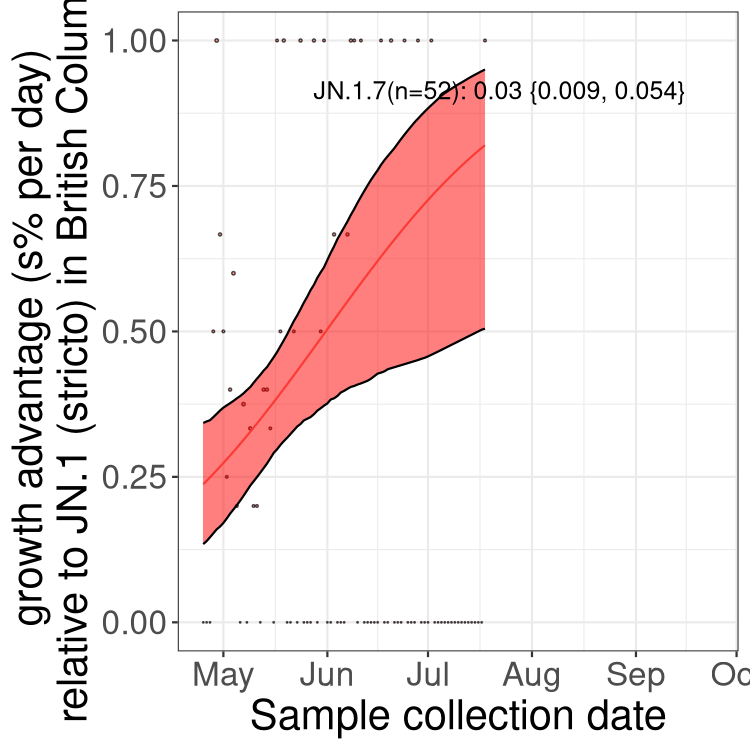 growth advantage (s% per day)
relative to JN.1 (stricto) in British Colum
1.00
0.75
0.50
0.25
0.00
JN.1.7(n=52): 0.03 {0.009, 0.054}
May Jun Jul Aug Sep Oc
Sample collection date